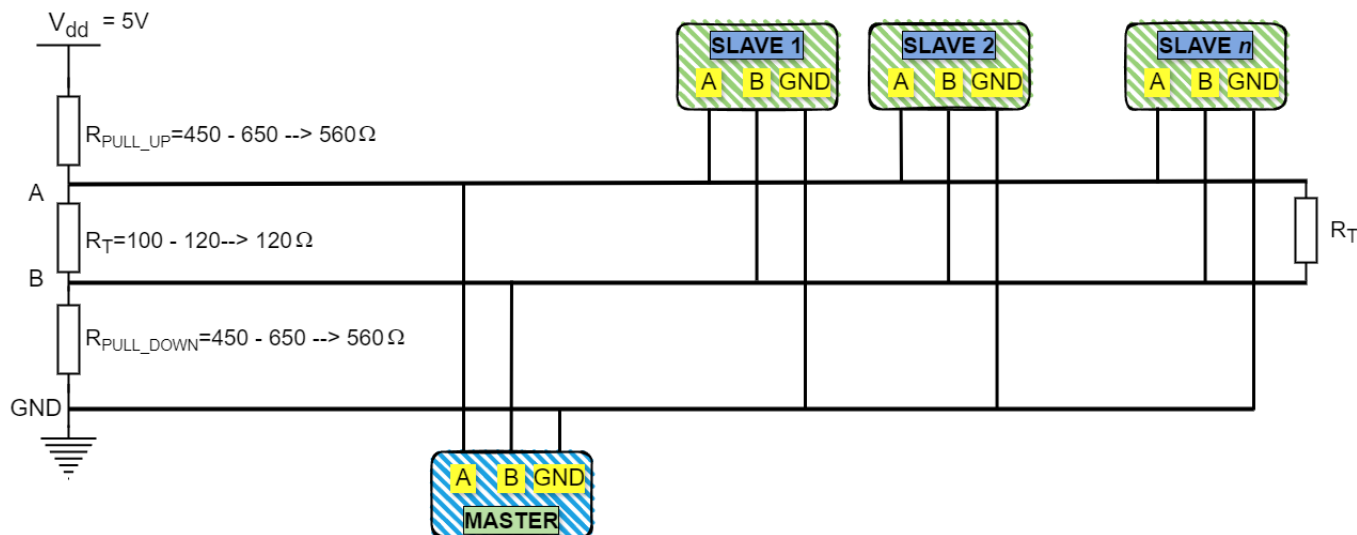 V_dd = 5V
SLAVE 1
A B GND
SLAVE 2
A B GND
SLAVE n
A B GND
R_PULL_UP=450 - 650 --> 560Ω
A
R_T=100 - 120--> 120Ω
R_T
B
R_PULL_DOWN=450 - 650 --> 560Ω
GND
A B GND
MASTER